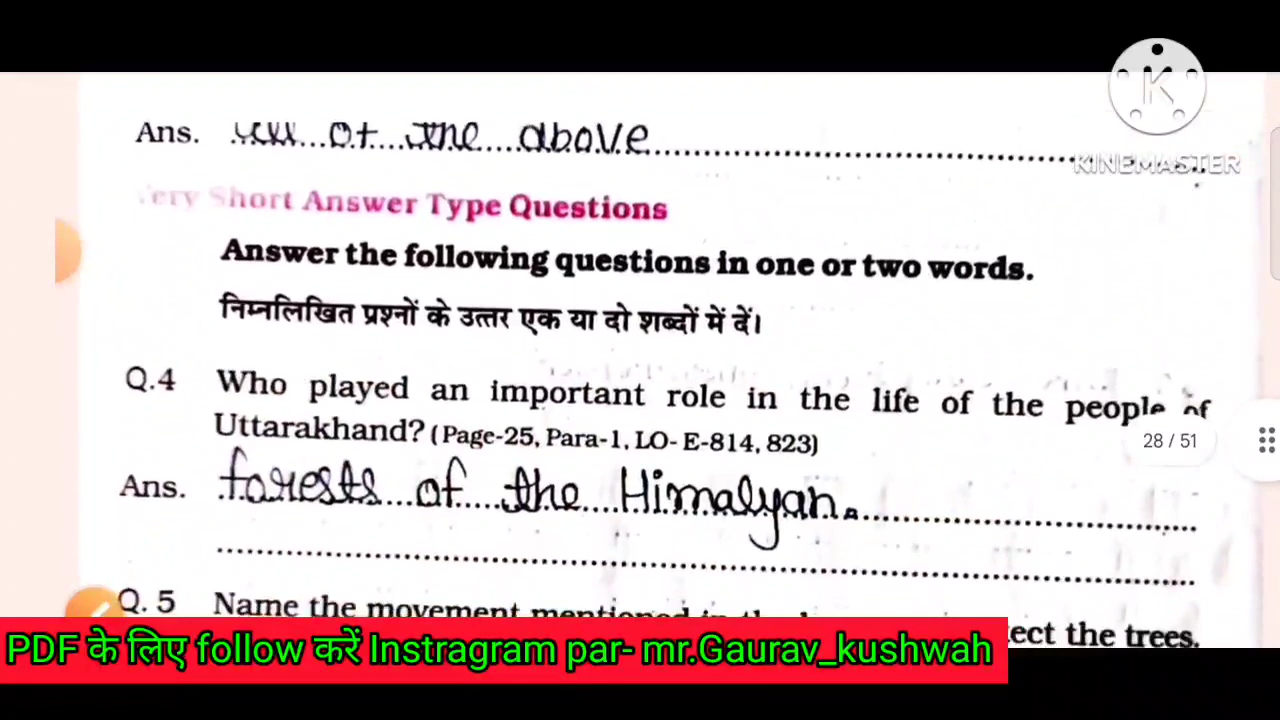 Ans. All of the above
KINEMASTER
Very Short Answer Type Questions
Answer the following questions in one or two words.
निम्नलिखित प्रश्नों के उत्तर एक या दो शब्दों में दें।
Q.4 Who played an important role in the life of the people of
Uttarakhand? (Page-25, Para-1, LO- E-814, 823)
28 / 51
Ans. forests of the Himalyan.
Q. 5 Name the movement mentioned in the the trees.
PDF के लिए follow करें Instragram par- mr.Gaurav_kushwah